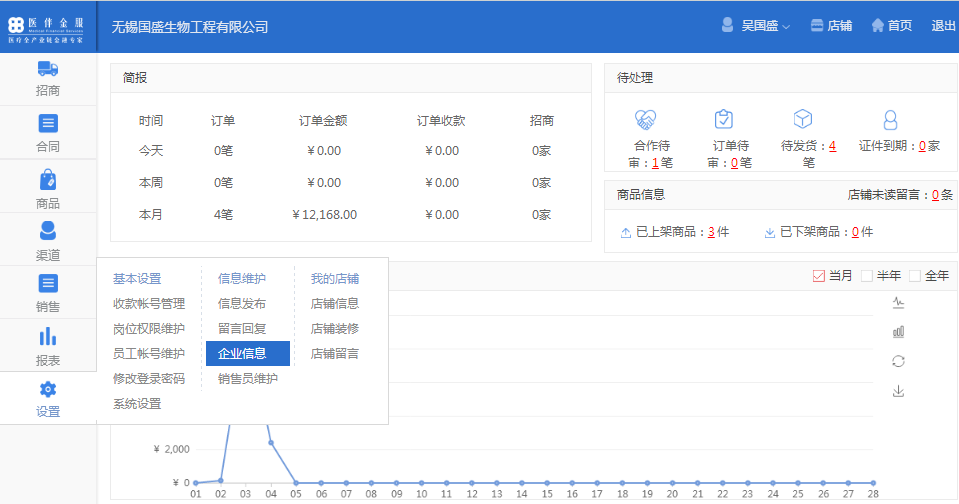 医伴金服
Medical Financial Services
医疗全产业链金融专家
无锡国盛生物工程有限公司
吴国盛 店铺 首页 退出
招商
合同
商品
渠道
销售
报表
设置
简报
时间 订单 订单金额 订单收款 招商
今天 0笔 ￥0.00 ￥0.00 0家
本周 0笔 ￥0.00 ￥0.00 0家
本月 4笔 ￥12,168.00 ￥0.00 0家
待处理
合作待审：1笔
订单待审：0笔
待发货：4笔
证件到期：0家
商品信息 店铺未读留言：0条
已上架商品：3件 已下架商品：0件
基本设置 信息维护 我的店铺
收款帐号管理 信息发布 店铺信息
岗位权限维护 留言回复 店铺装修
员工帐号维护 企业信息 店铺留言
修改登录密码 销售员维护
系统设置
当月 半年 全年
￥ 2,000
￥ 0
01 02 03 04 05 06 07 08 09 10 11 12 13 14 15 16 17 18 19 20 21 22 23 24 25 26 27 28